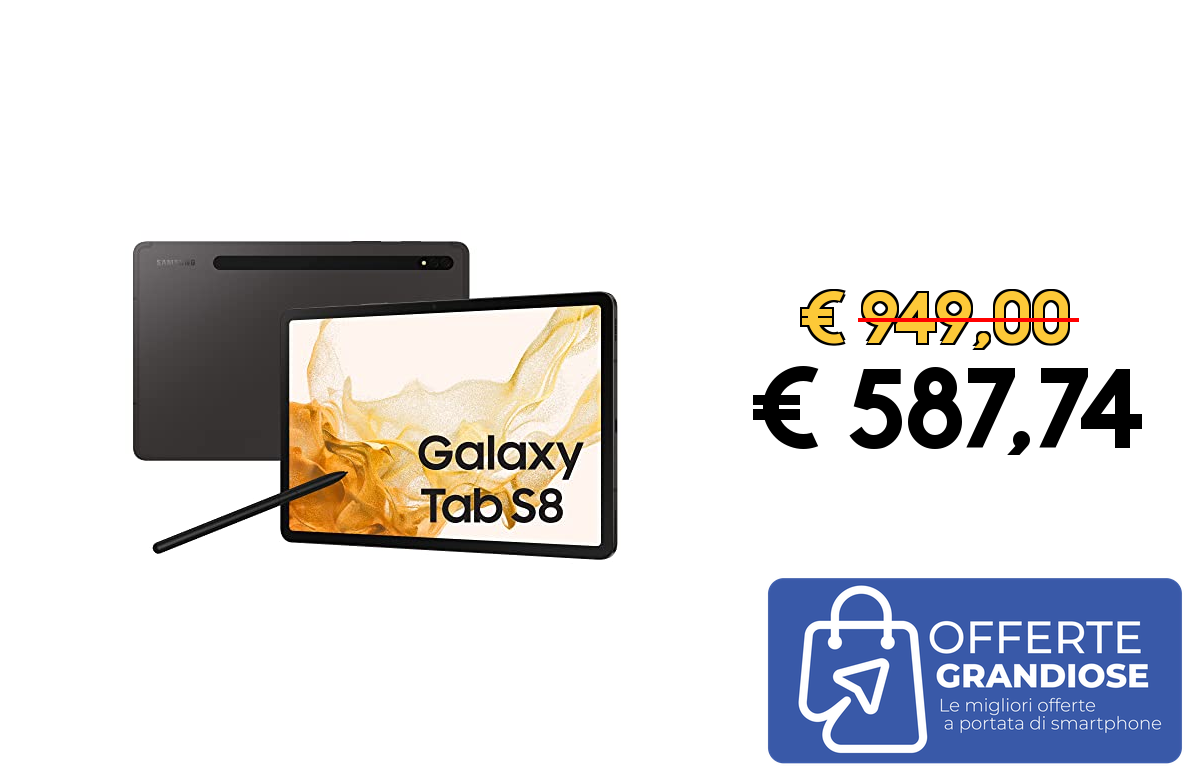 SAMSUNG
Galaxy
Tab S8
€ 949,00
€ 587,74
OFFERTE
GRANDIOSE
Le migliori offerte
a portata di smartphone